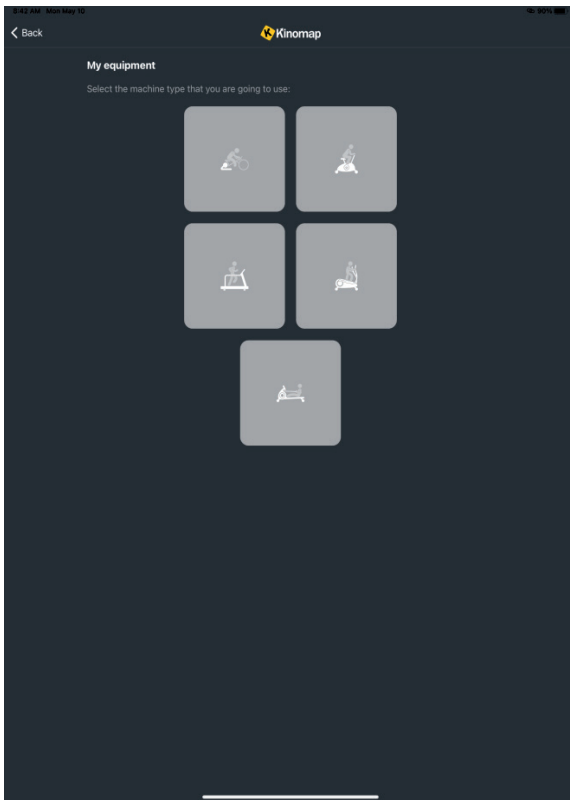 9:42 AM Mon May 10
90%
Back
Kinomap
My equipment
Select the machine type that you are going to use: